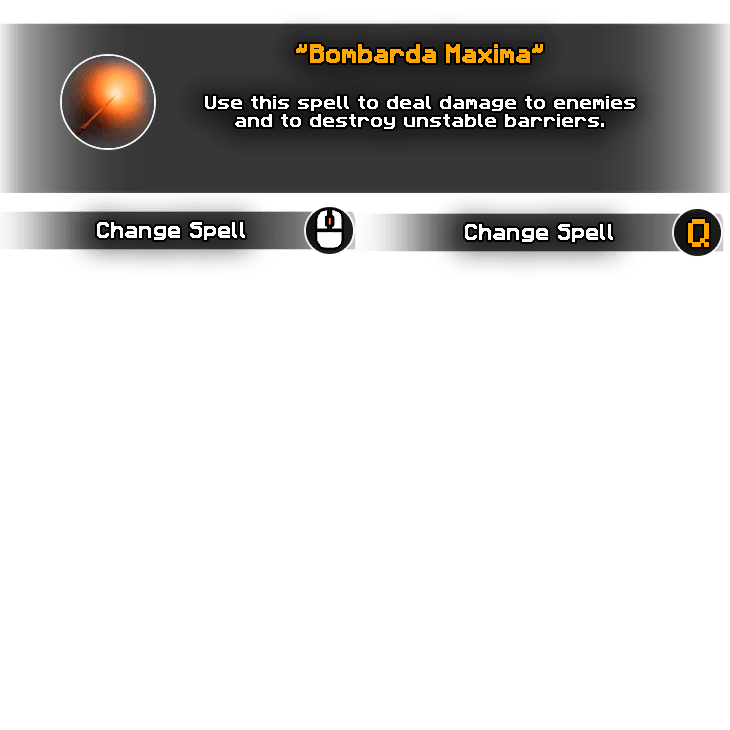 "Bombarda Maxima"
Use this spell to deal damage to enemies
and to destroy unstable barriers.
Change Spell
Change Spell Q